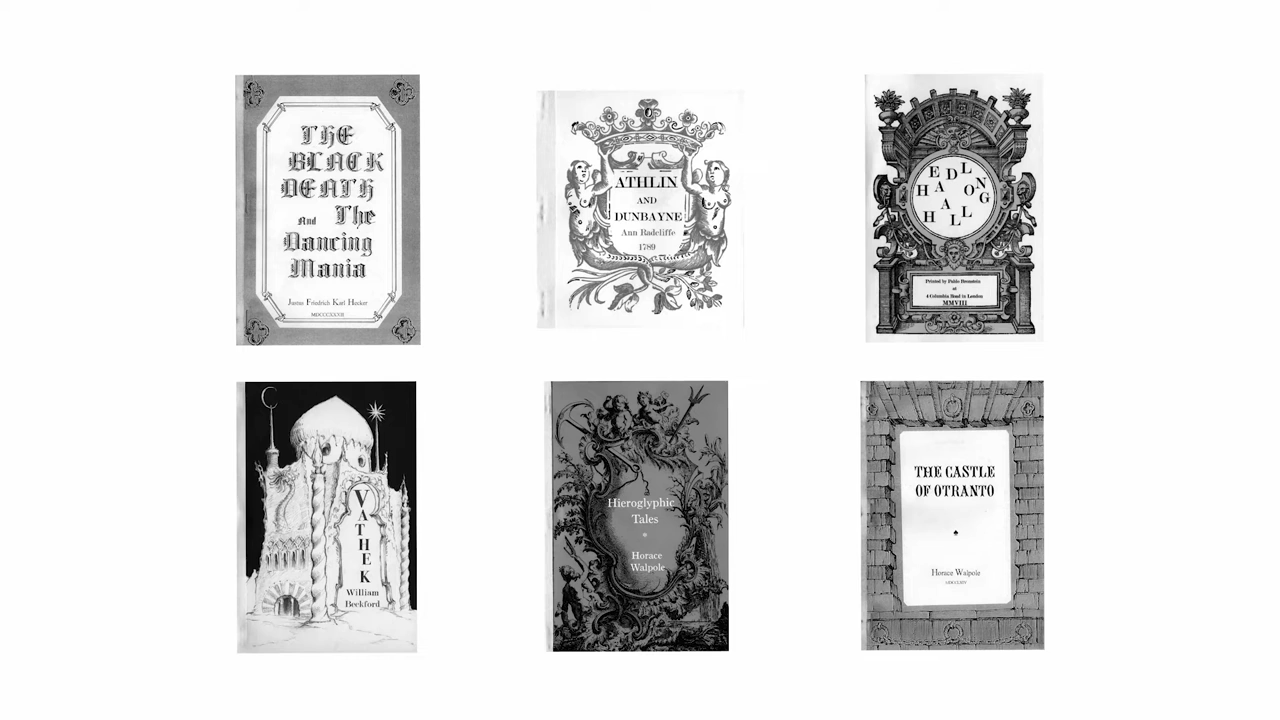 THE
BLACK
DEATH
And The
Dancing
Mania
Justus Friedrich Karl Hecker
MDCCCXXXII
ATHLIN
AND
DUNBAYNE
Ann Radcliffe
1789
HEADLONG
HALL
Printed by Pablo Bronstein
at
4 Columbia Road in London
MMVIII
VATHEK
William
Beckford
Hieroglyphic
Tales
Horace
Walpole
THE CASTLE
OF OTRANTO
Horace Walpole